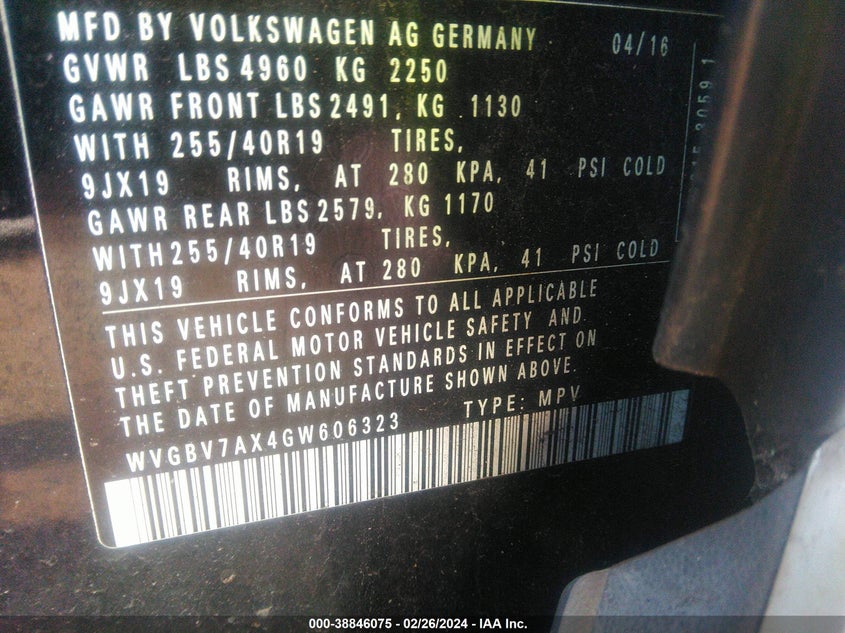 MFD BY VOLKSWAGEN AG GERMANY 04/16
GVWR LBS 4960 KG 2250
GAWR FRONT LBS 2491, KG 1130
WITH 255/40R19 TIRES,
9JX19 RIMS, AT 280 KPA, 41 PSI COLD
GAWR REAR LBS 2579, KG 1170
WITH 255/40R19 TIRES,
9JX19 RIMS, AT 280 KPA, 41 PSI COLD
THIS VEHICLE CONFORMS TO ALL APPLICABLE
U.S. FEDERAL MOTOR VEHICLE SAFETY AND
THEFT PREVENTION STANDARDS IN EFFECT ON
THE DATE OF MANUFACTURE SHOWN ABOVE.
WVGBV7AX4GW606323 TYPE: MPV
000-38846075 - 02/26/2024 - IAA Inc.